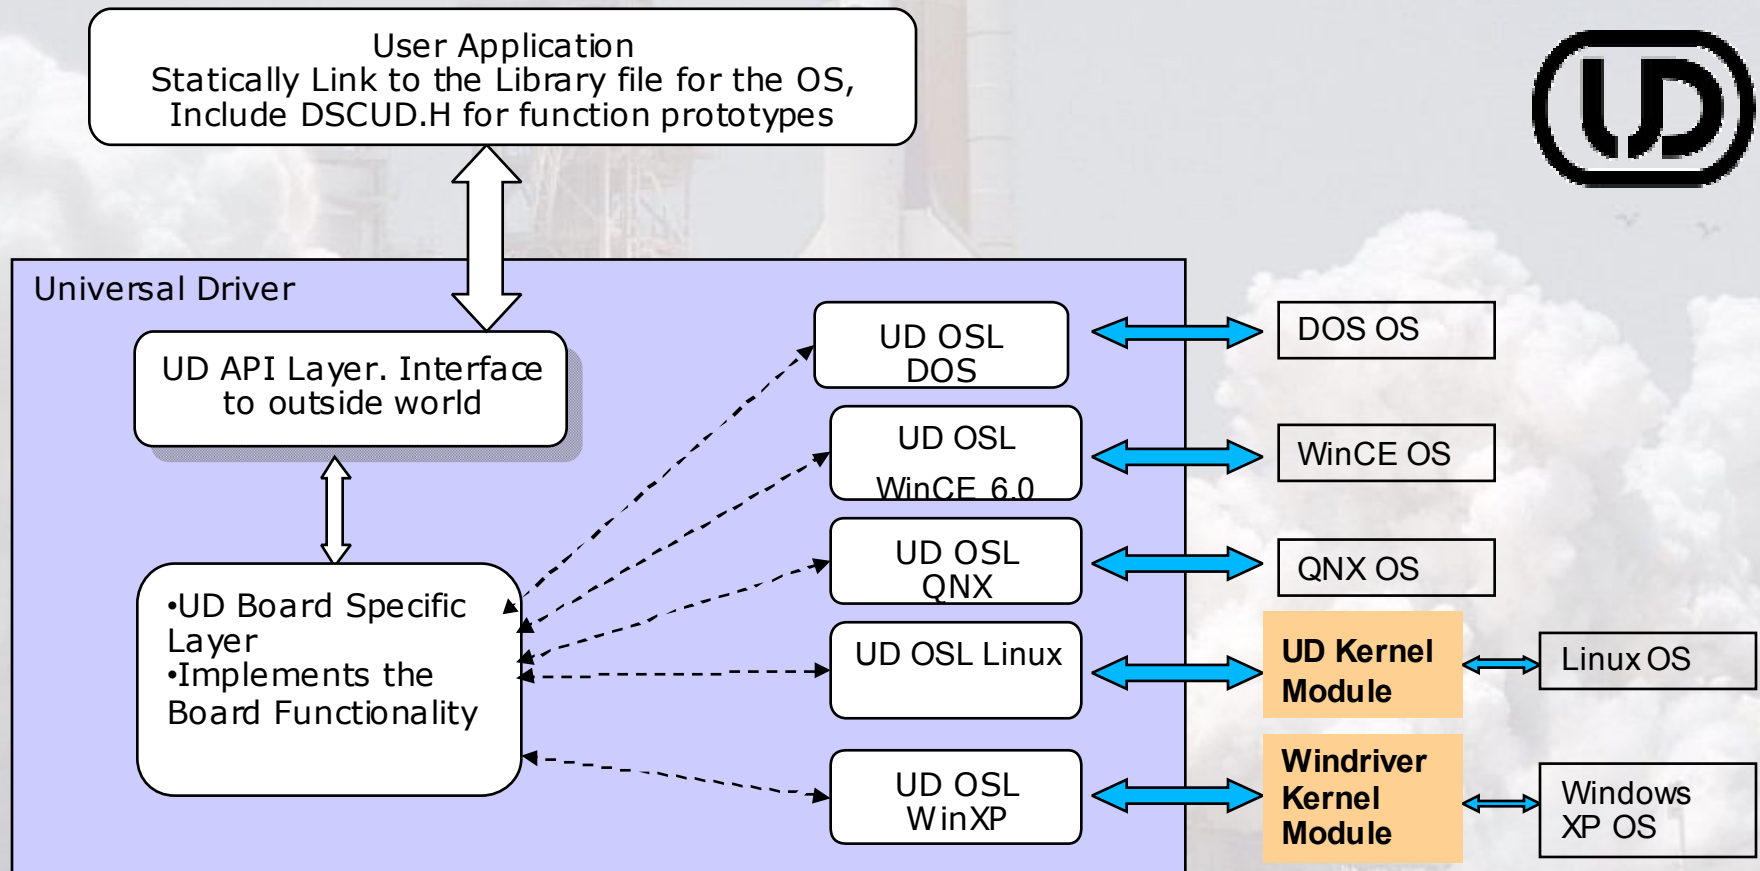 User Application
Statically Link to the Library file for the OS,
Include DSCUD.H for function prototypes
UD
Universal Driver
UD API Layer. Interface
to outside world
•UD Board Specific
Layer
•Implements the
Board Functionality
UD OSL
DOS
UD OSL
WinCE 6.0
UD OSL
QNX
UD OSL Linux
UD OSL
WinXP
DOS OS
WinCE OS
QNX OS
UD Kernel
Module
Linux OS
Windriver
Kernel
Module
Windows
XP OS